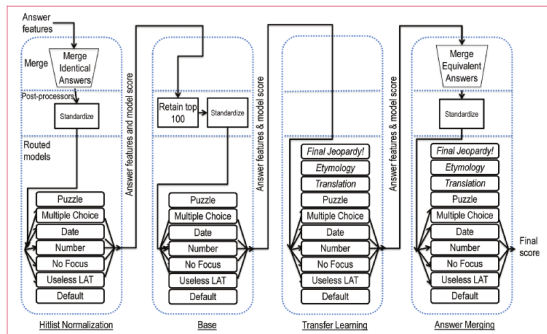 Answer
features
Merge
Merge
Identical
Answers
Post-processors
Standardize
Routed
models
Puzzle
Multiple Choice
Date
Number
No Focus
Useless LAT
Default
Hitlist Normalization
Answer features and model score
Retain top
100
Standardize
Puzzle
Multiple Choice
Date
Number
No Focus
Useless LAT
Default
Base
Answer features & model score
Final Jeopardy!
Etymology
Translation
Puzzle
Multiple Choice
Date
Number
No Focus
Useless LAT
Default
Transfer Learning
Answer features & model score
Merge
Equivalent
Answers
Standardize
Final Jeopardy!
Etymology
Translation
Puzzle
Multiple Choice
Date
Number
No Focus
Useless LAT
Default
Answer Merging
Final
score